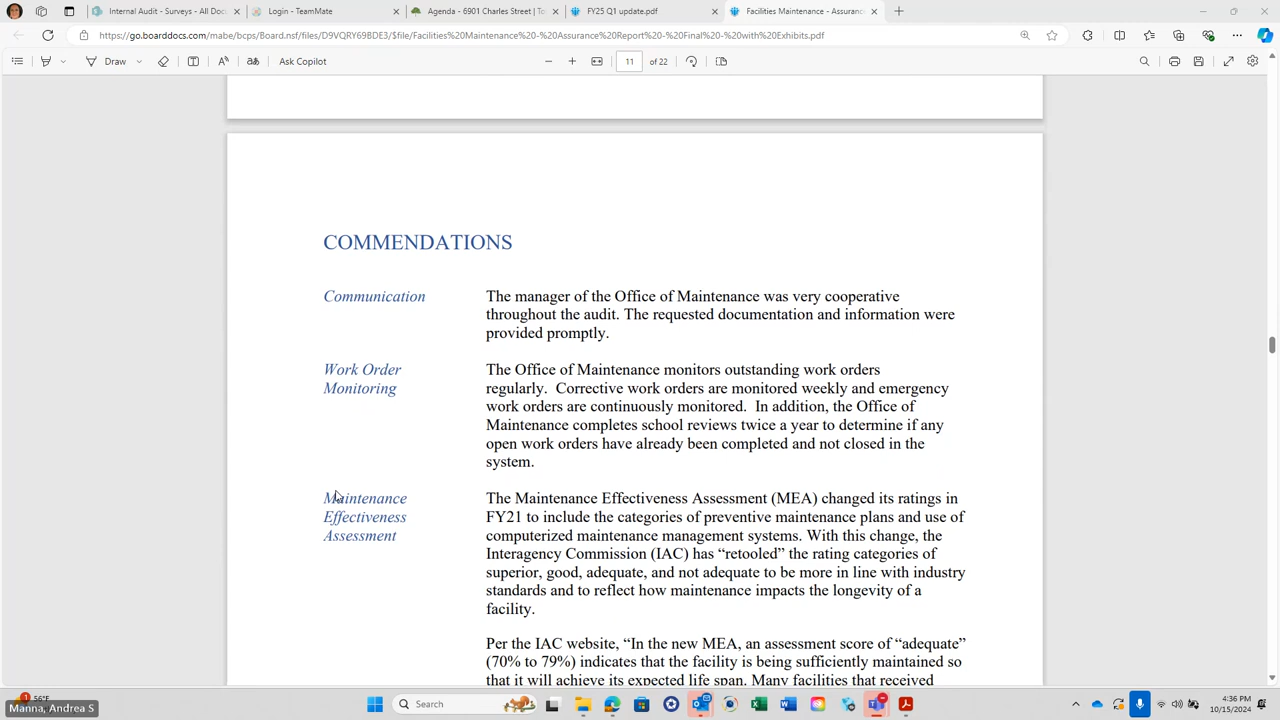 Internal Audit - Surveys - All Doc
Login - TeamMate
Agenda - 6901 Charles Street | To
FY25 Q1 update.pdf
Facilities Maintenance - Assurance
https://go.boarddocs.com/mabe/bcps/Board.nsf/files/D9VQRY69BDE3/$file/Facilities%20Maintenance%20-%20Assurance%20Report%20-%20Final%20-%20with%20Exhibits.pdf
Draw
Ask Copilot
11 of 22
COMMENDATIONS
Communication
The manager of the Office of Maintenance was very cooperative
throughout the audit. The requested documentation and information were
provided promptly.
Work Order
Monitoring
The Office of Maintenance monitors outstanding work orders
regularly. Corrective work orders are monitored weekly and emergency
work orders are continuously monitored. In addition, the Office of
Maintenance completes school reviews twice a year to determine if any
open work orders have already been completed and not closed in the
system.
Maintenance
Effectiveness
Assessment
The Maintenance Effectiveness Assessment (MEA) changed its ratings in
FY21 to include the categories of preventive maintenance plans and use of
computerized maintenance management systems. With this change, the
Interagency Commission (IAC) has “retooled” the rating categories of
superior, good, adequate, and not adequate to be more in line with industry
standards and to reflect how maintenance impacts the longevity of a
facility.
Per the IAC website, “In the new MEA, an assessment score of “adequate”
(70% to 79%) indicates that the facility is being sufficiently maintained so
that it will achieve its expected life span. Many facilities that received
56°F
Manna, Andrea S
Search
4:36 PM
10/15/2024